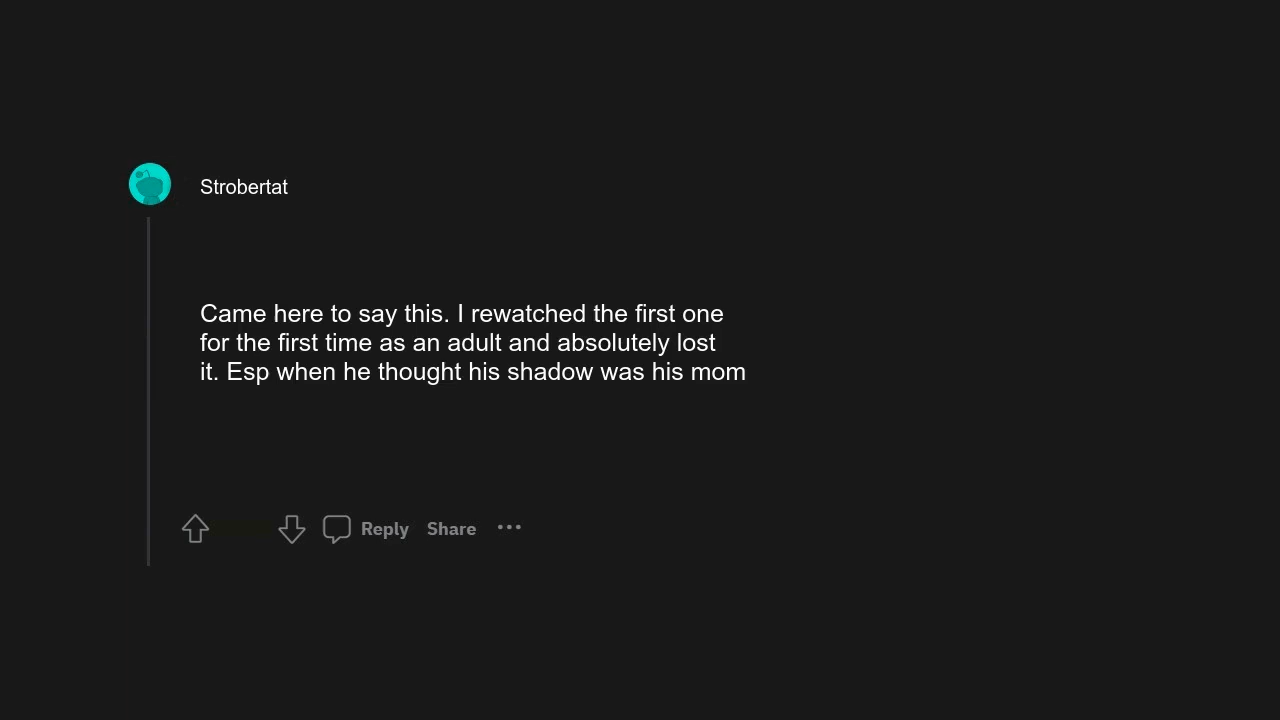 Strobertat
Came here to say this. I rewatched the first one
for the first time as an adult and absolutely lost
it. Esp when he thought his shadow was his mom
Reply Share